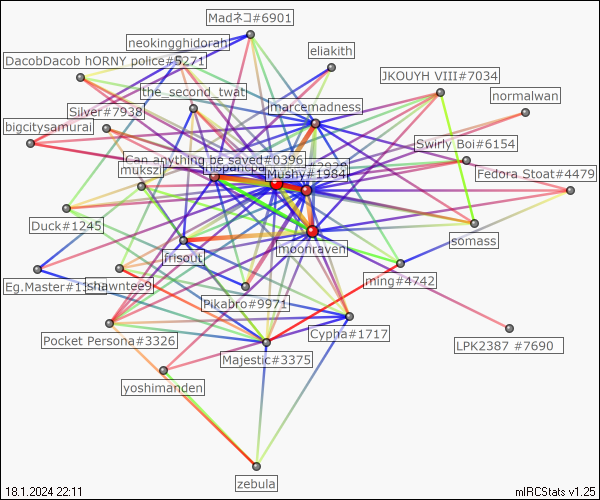 Madネコ#6901
neokingghidorah
eliakith
DacobDacob hORNY police#5271
JKOUYH VIII#7034
the_second_twat
normalwan
Silver#7938
marcemadness
bigcitysamurai
Swirly Boi#6154
Can anything be saved#0396
mukszi
Mushy#1984
Fedora Stoat#4479
Duck#1245
somass
moonraven
frisout
Eg.Master#1
shawntee9
ming#4742
Pikabro#9971
Pocket Persona#3326
Cypha#1717
LPK2387 #7690
Majestic#3375
yoshimanden
zebula
18.1.2024 22:11
mIRCStats v1.25